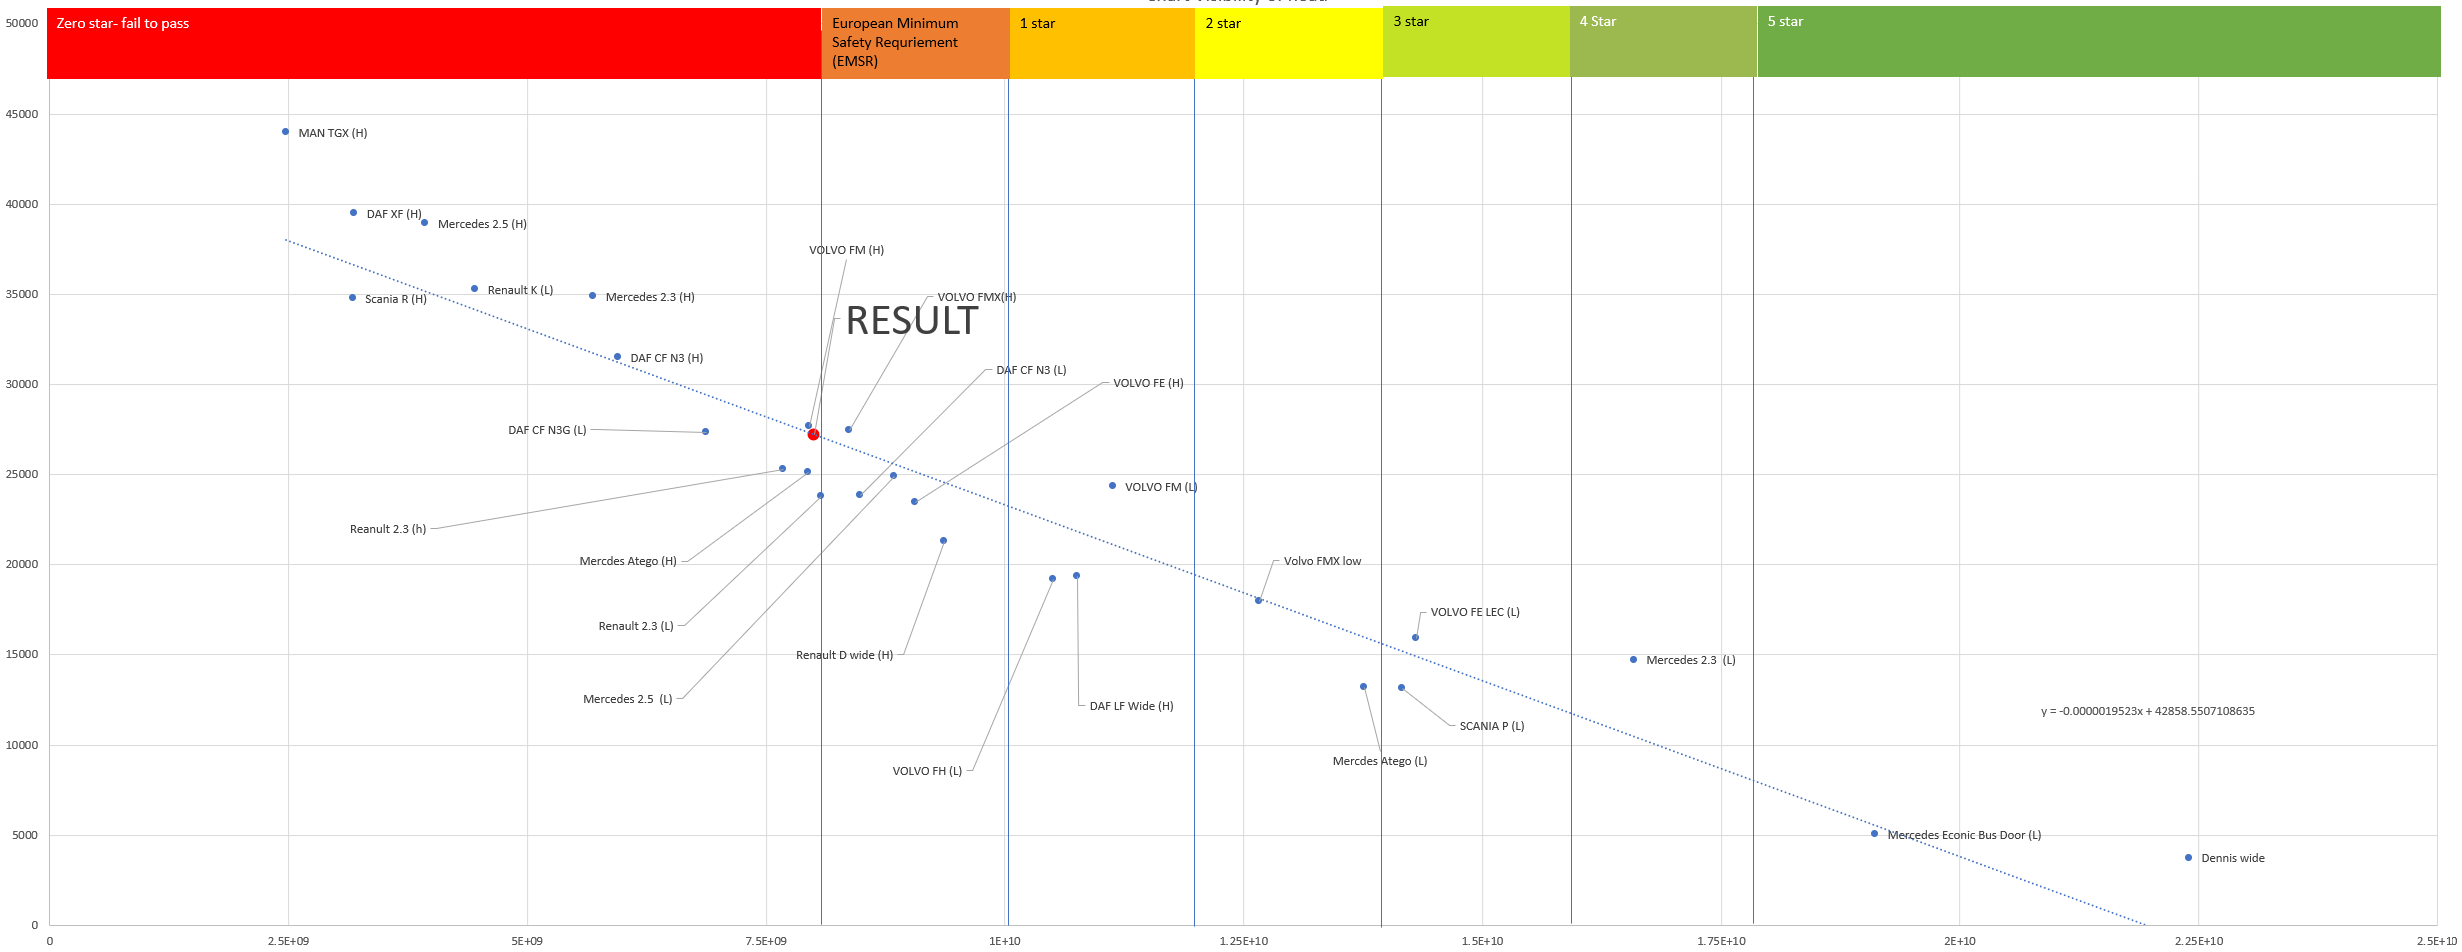 50000
Zero star- fail to pass
European Minimum
Safety Requriement
(EMSR)
1 star
2 star
3 star
4 Star
5 star
45000
MAN TGX (H)
40000
DAF XF (H)
Mercedes 2.5 (H)
VOLVO FM (H)
35000
Scania R (H)
Renault K (L)
Mercedes 2.3 (H)
VOLVO FMX(H)
RESULT
30000
DAF CF N3 (H)
DAF CF N3 (L)
VOLVO FE (H)
DAF CF N3G (L)
25000
VOLVO FM (L)
Reanult 2.3 (h)
20000
Mercdes Atego (H)
Volvo FMX low
Renault 2.3 (L)
VOLVO FE LEC (L)
15000
Renault D wide (H)
Mercedes 2.3 (L)
Mercedes 2.5 (L)
DAF LF Wide (H)
y = -0.0000019523x + 42858.5507108635
SCANIA P (L)
10000
Mercdes Atego (L)
VOLVO FH (L)
5000
Mercedes Econic Bus Door (L)
Dennis wide
0
0
2.5E+09
5E+09
7.5E+09
1E+10
1.25E+10
1.5E+10
1.75E+10
2E+10
2.25E+10
2.5E+10